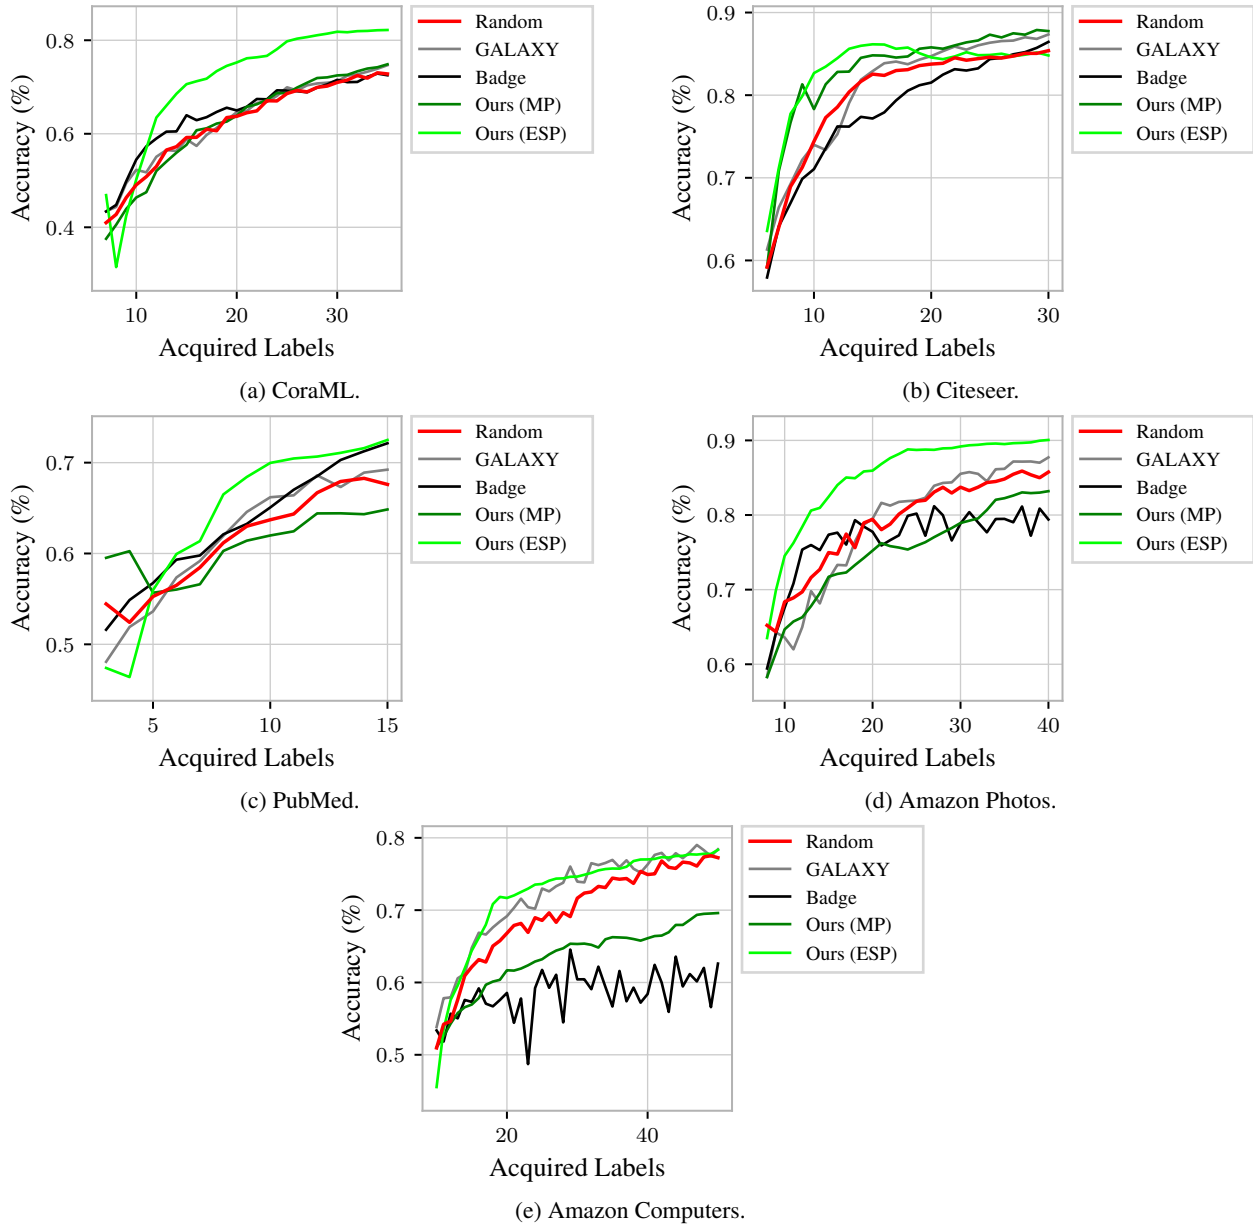 0.8
0.6
0.4
Accuracy (%)
10
20
30
Acquired Labels
Random
GALAXY
Badge
Ours (MP)
Ours (ESP)
(a) CoraML.
0.9
0.8
0.7
0.6
Accuracy (%)
10
20
30
Acquired Labels
Random
GALAXY
Badge
Ours (MP)
Ours (ESP)
(b) Citeseer.
0.7
0.6
0.5
Accuracy (%)
5
10
15
Acquired Labels
Random
GALAXY
Badge
Ours (MP)
Ours (ESP)
(c) PubMed.
0.9
0.8
0.7
0.6
Accuracy (%)
10
20
30
40
Acquired Labels
Random
GALAXY
Badge
Ours (MP)
Ours (ESP)
(d) Amazon Photos.
0.8
0.7
0.6
0.5
Accuracy (%)
20
40
Acquired Labels
Random
GALAXY
Badge
Ours (MP)
Ours (ESP)
(e) Amazon Computers.